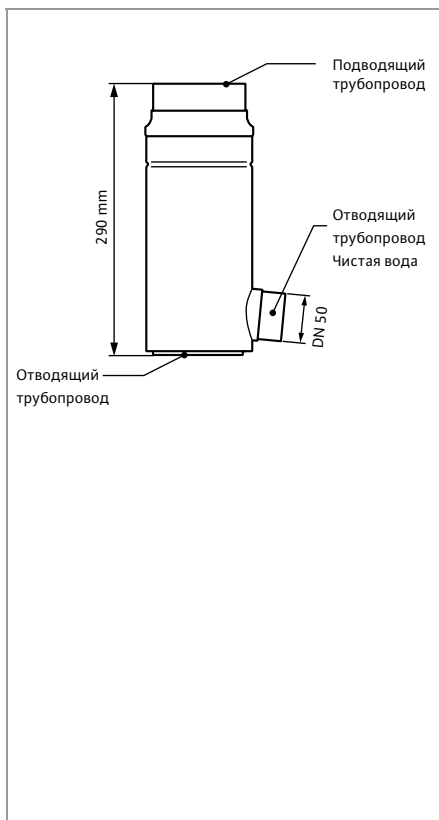 Подводящий
трубопровод
290 mm
Отводящий
трубопровод
Чистая вода
DN 50
Отводящий
трубопровод